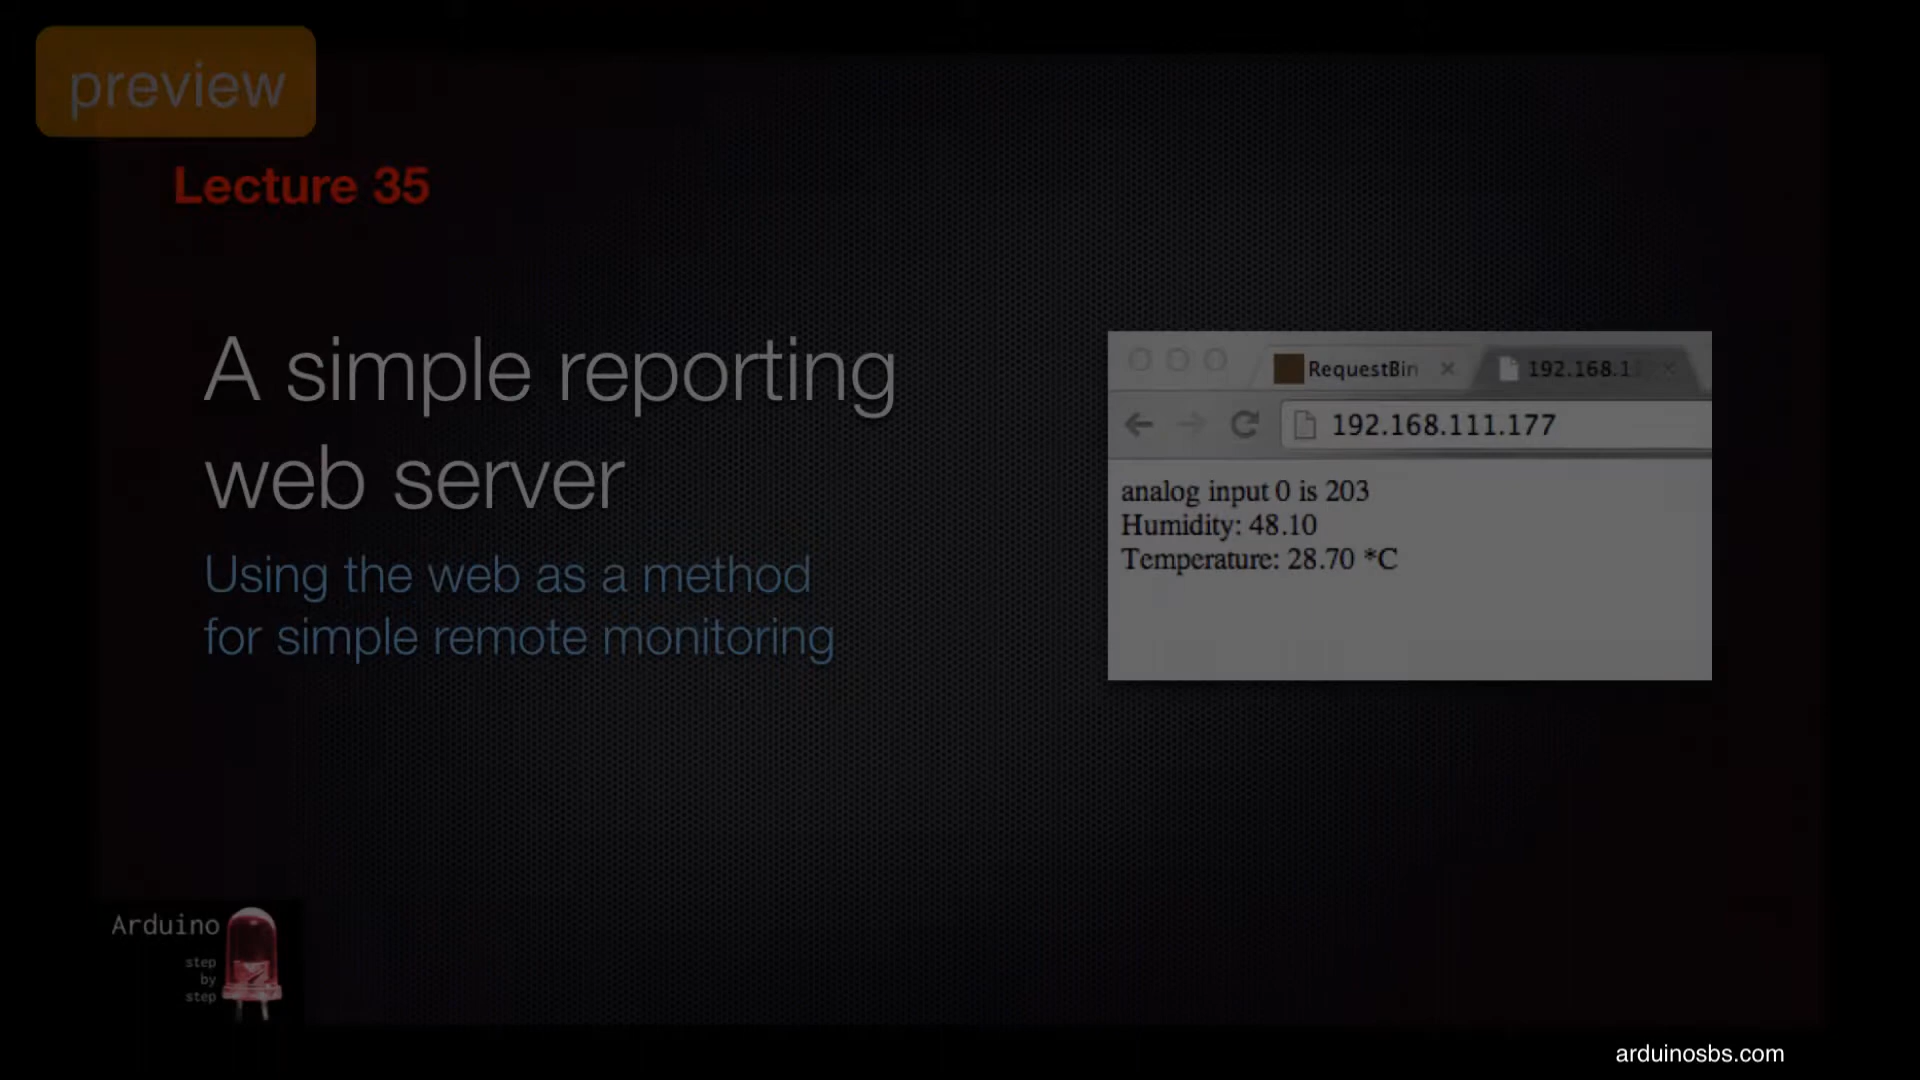 preview
Lecture 35
A simple reporting
web server
Using the web as a method
for simple remote monitoring
RequestBin
192.168.1
192.168.111.177
analog input 0 is 203
Humidity: 48.10
Temperature: 28.70 *C
Arduino
step
by
step
arduinosbs.com